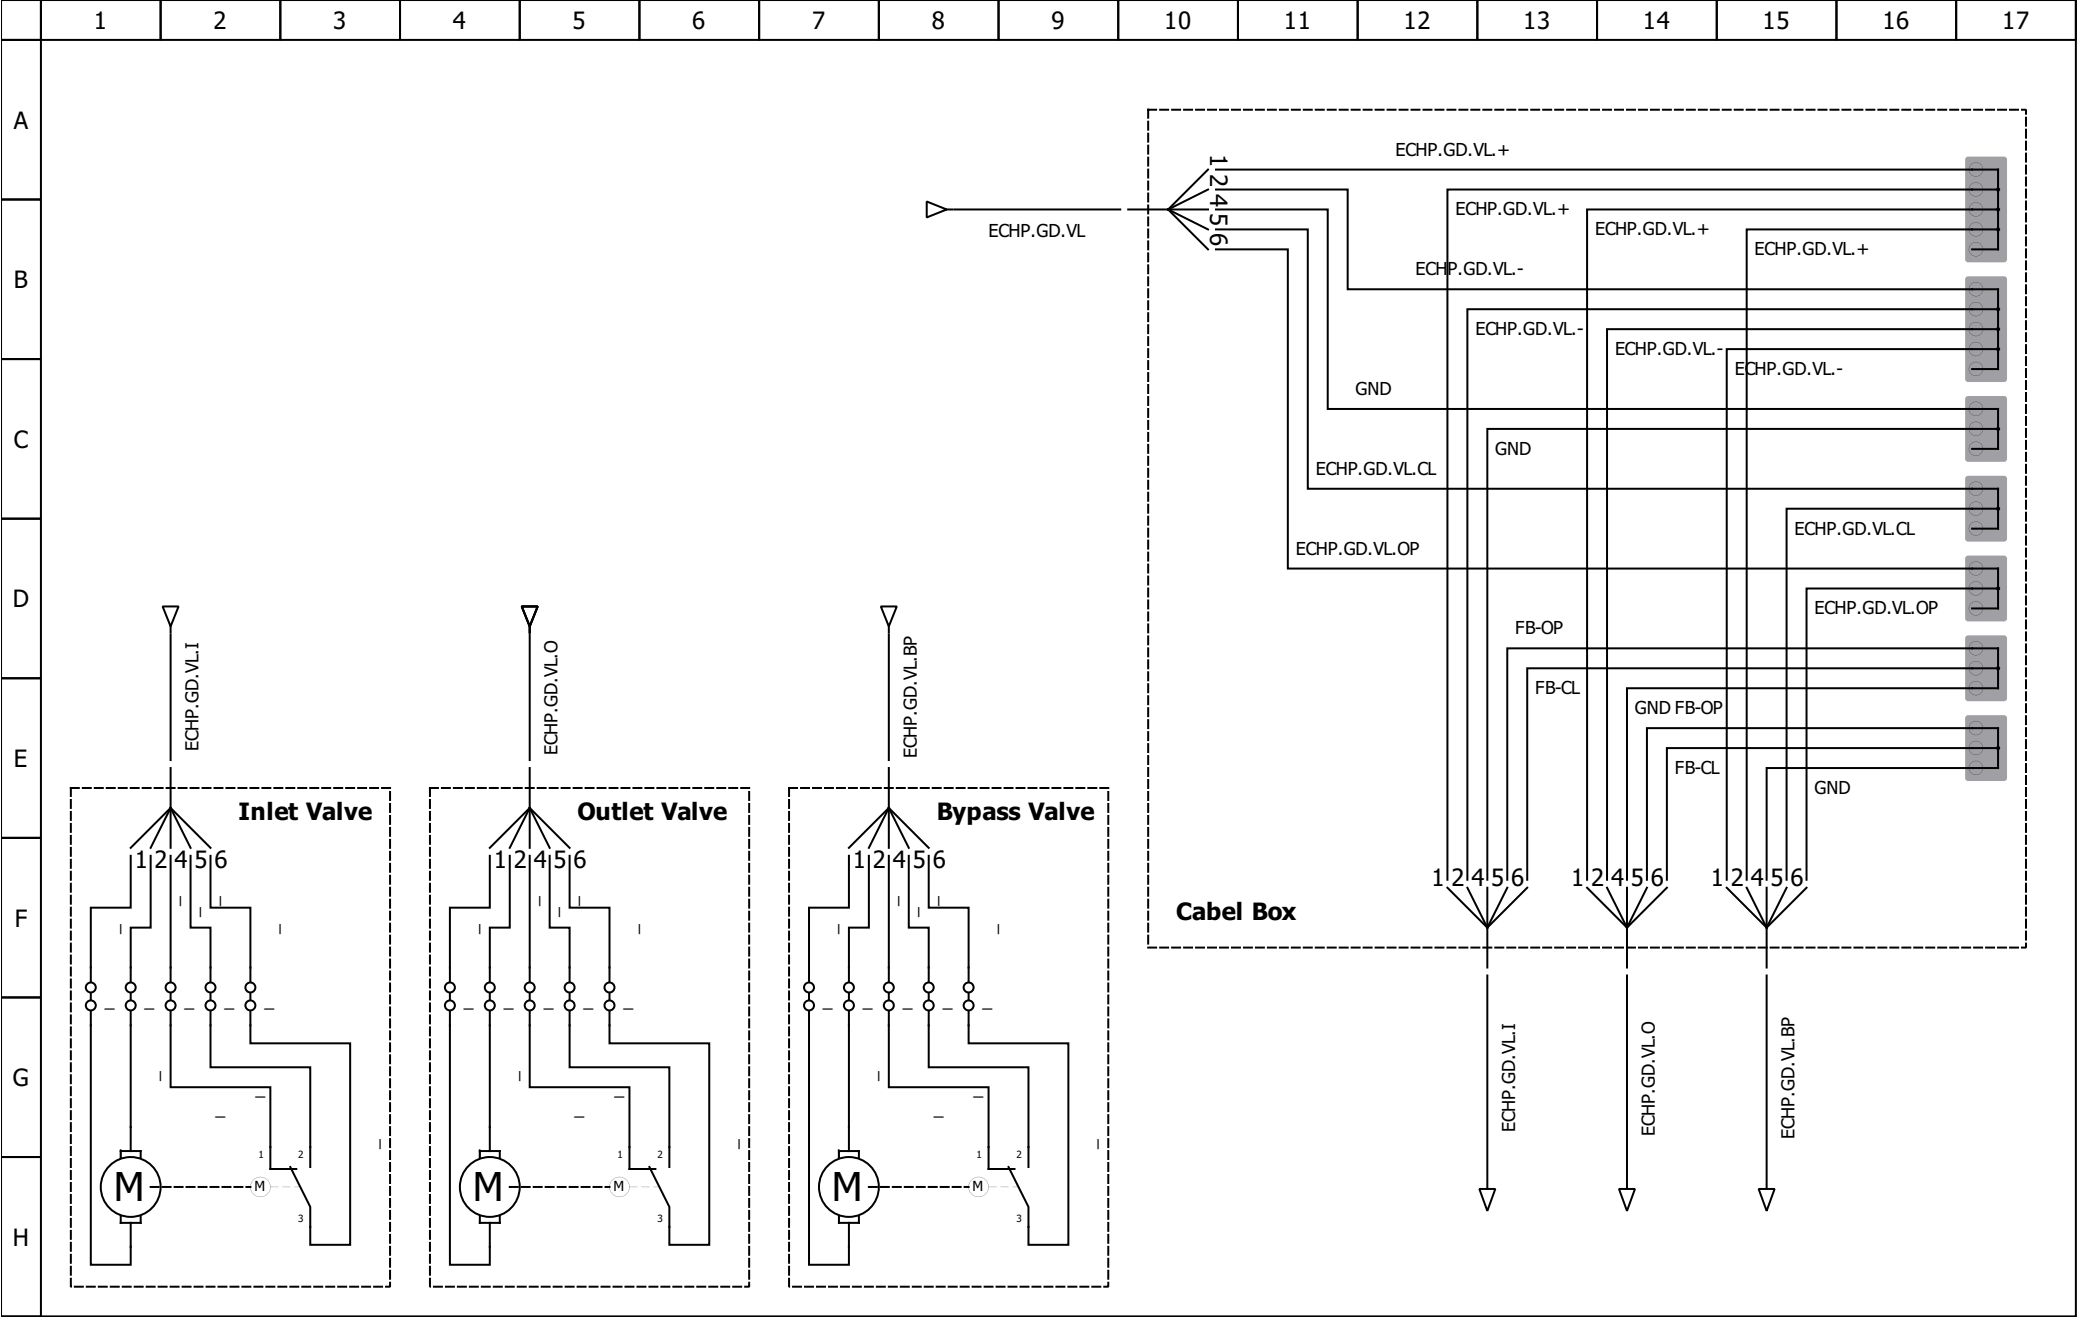 1 2 3 4 5 6 7 8 9 10 11 12 13 14 15 16 17
A
B
C
D
E
F
G
H
ECHP.GD.VL
1
2
4
5
6
ECHP.GD.VL.+
ECHP.GD.VL.+
ECHP.GD.VL.+
ECHP.GD.VL.+
ECHP.GD.VL.-
ECHP.GD.VL.-
ECHP.GD.VL.-
ECHP.GD.VL.-
GND
GND
ECHP.GD.VL.CL
ECHP.GD.VL.CL
ECHP.GD.VL.OP
ECHP.GD.VL.OP
FB-OP
FB-CL
GND FB-OP
FB-CL
GND
1 2 4 5 6
1 2 4 5 6
1 2 4 5 6
Cabel Box
ECHP.GD.VL.I
ECHP.GD.VL.O
ECHP.GD.VL.BP
ECHP.GD.VL.I
Inlet Valve
1 2 4 5 6
1 2
M M
3
ECHP.GD.VL.O
Outlet Valve
1 2 4 5 6
1 2
M M
3
ECHP.GD.VL.BP
Bypass Valve
1 2 4 5 6
1 2
M M
3